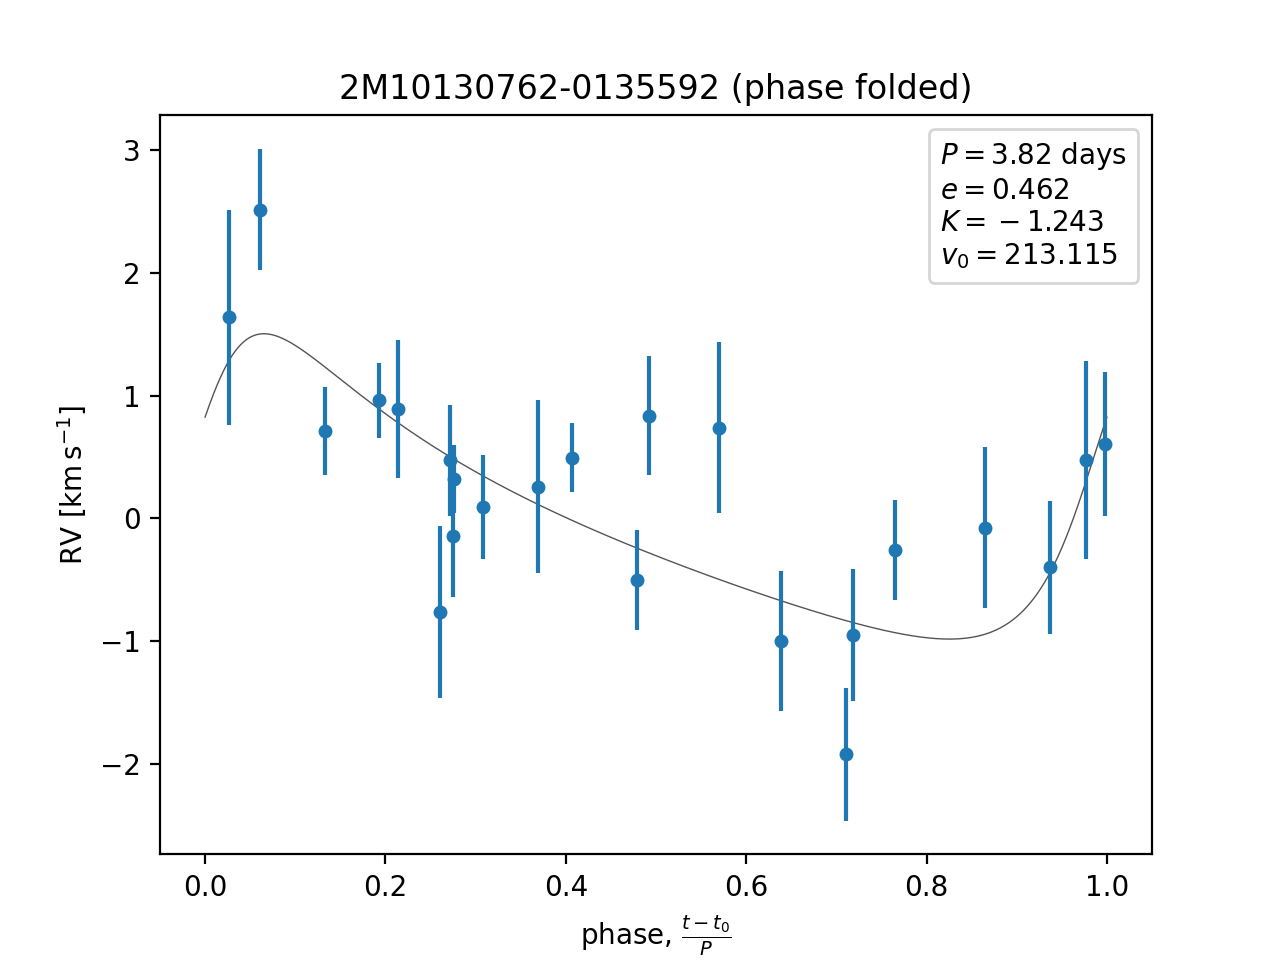 2M10130762-0135592 (phase folded)
P = 3.82 days
e = 0.462
K = −1.243
v₀ = 213.115
RV [km s⁻¹]
3
2
1
0
−1
−2
0.0 0.2 0.4 0.6 0.8 1.0
phase, (t − t₀)/P